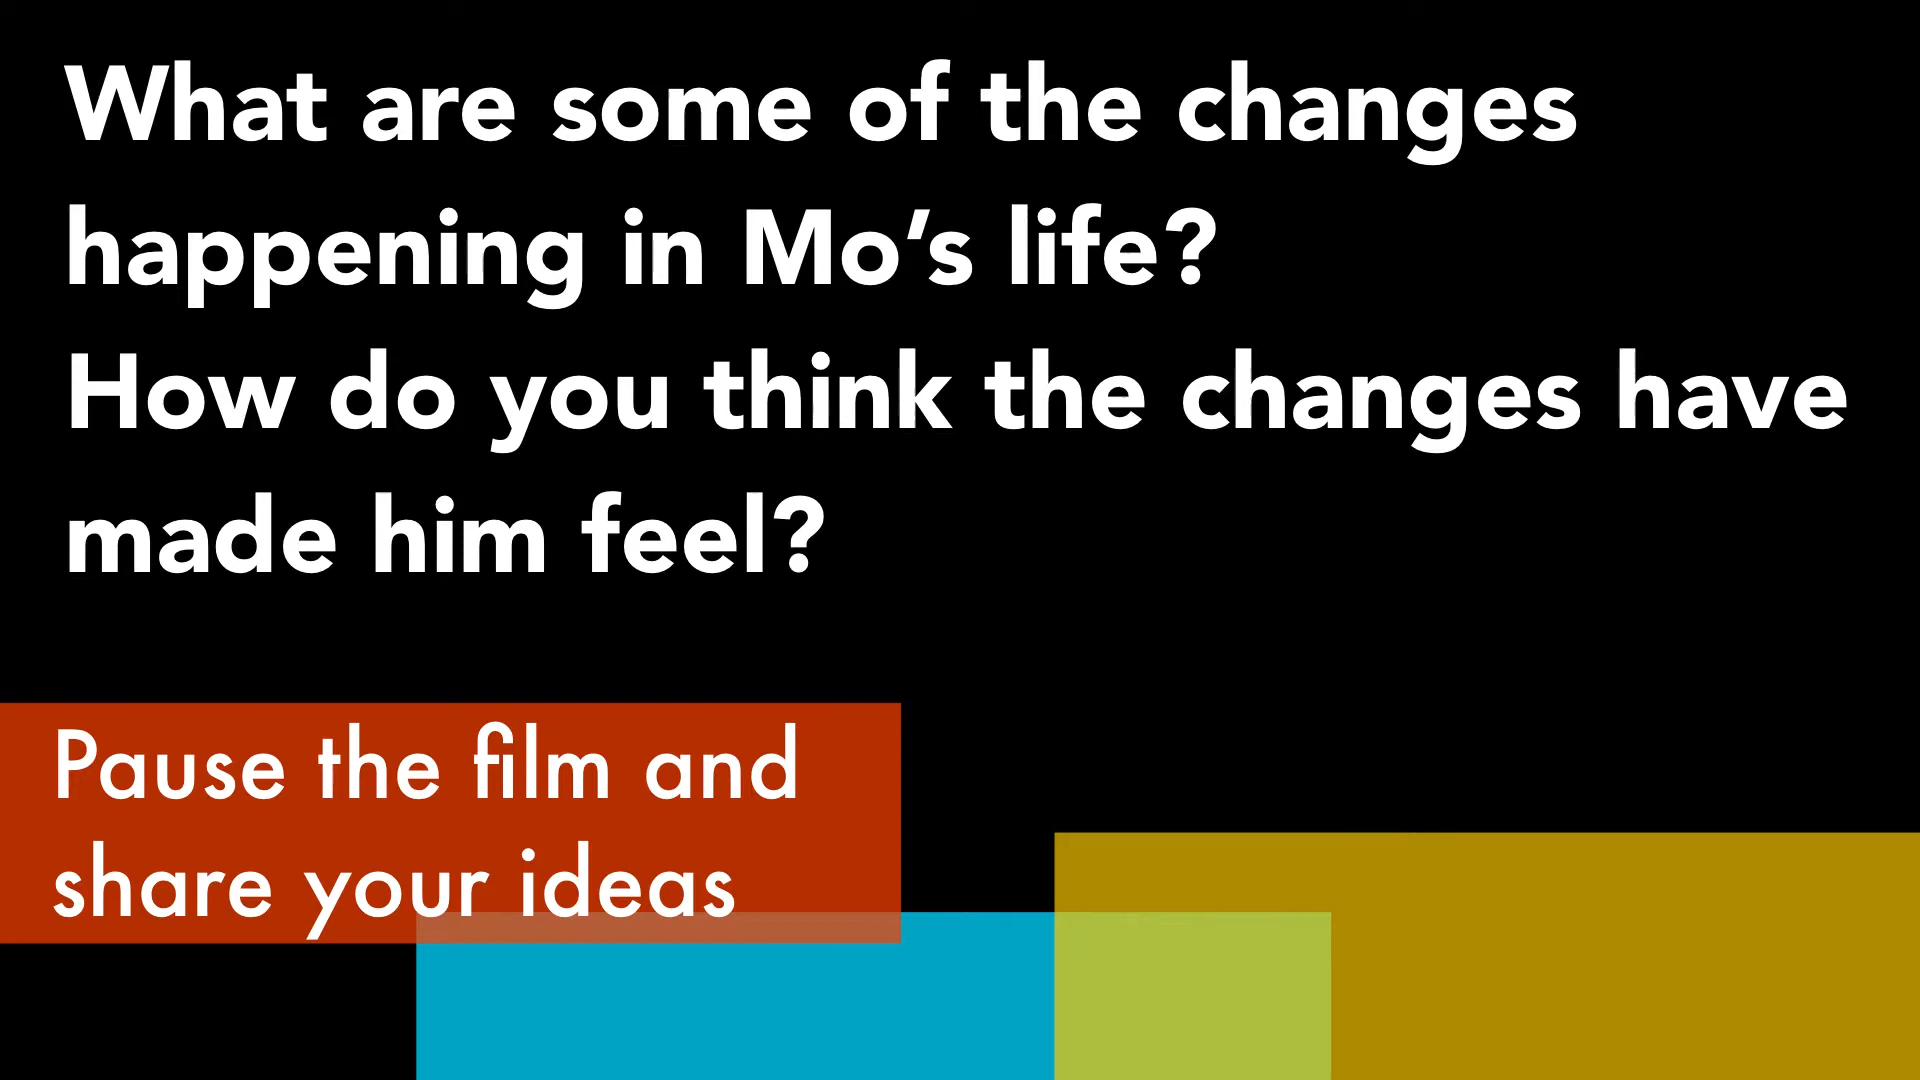 What are some of the changes
happening in Mo’s life?
How do you think the changes have
made him feel?
Pause the film and
share your ideas